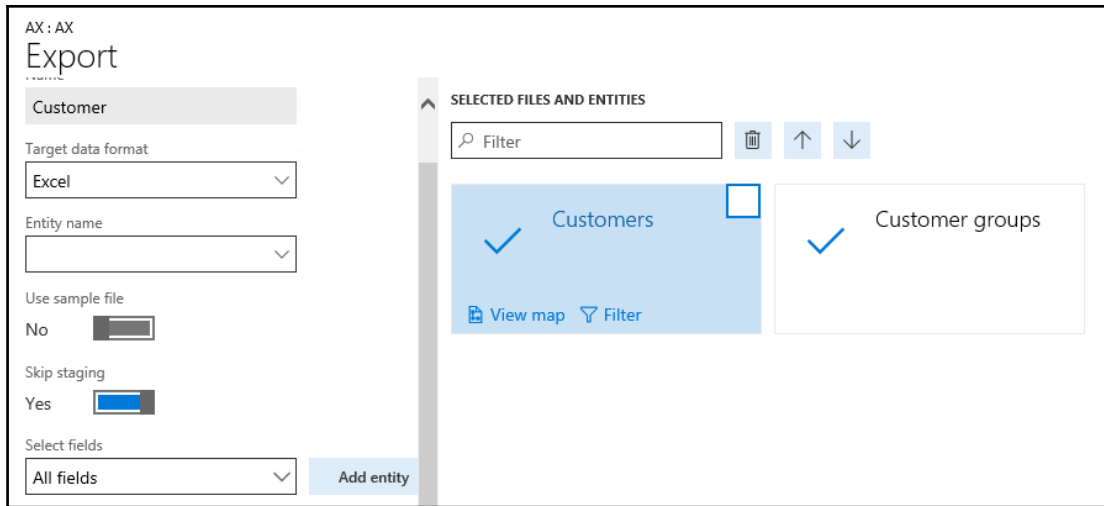 AX : AX
Export
Name
Customer
Target data format
Excel
Entity name
Use sample file
No
Skip staging
Yes
Select fields
All fields
Add entity
SELECTED FILES AND ENTITIES
Filter
Customers
View map Filter
Customer groups